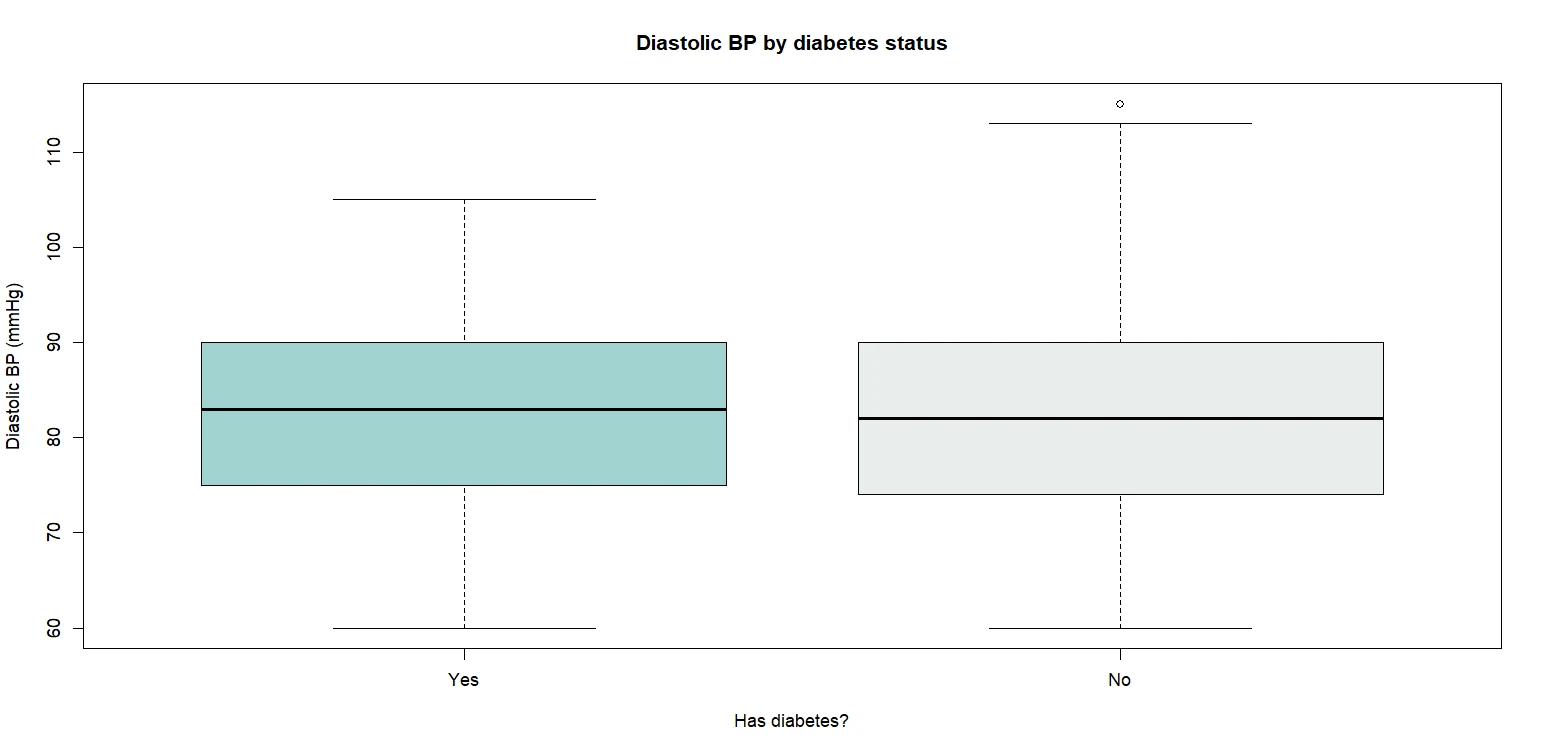 Diastolic BP by diabetes status
Diastolic BP (mmHg)
110
100
90
80
70
60
Yes
No
Has diabetes?